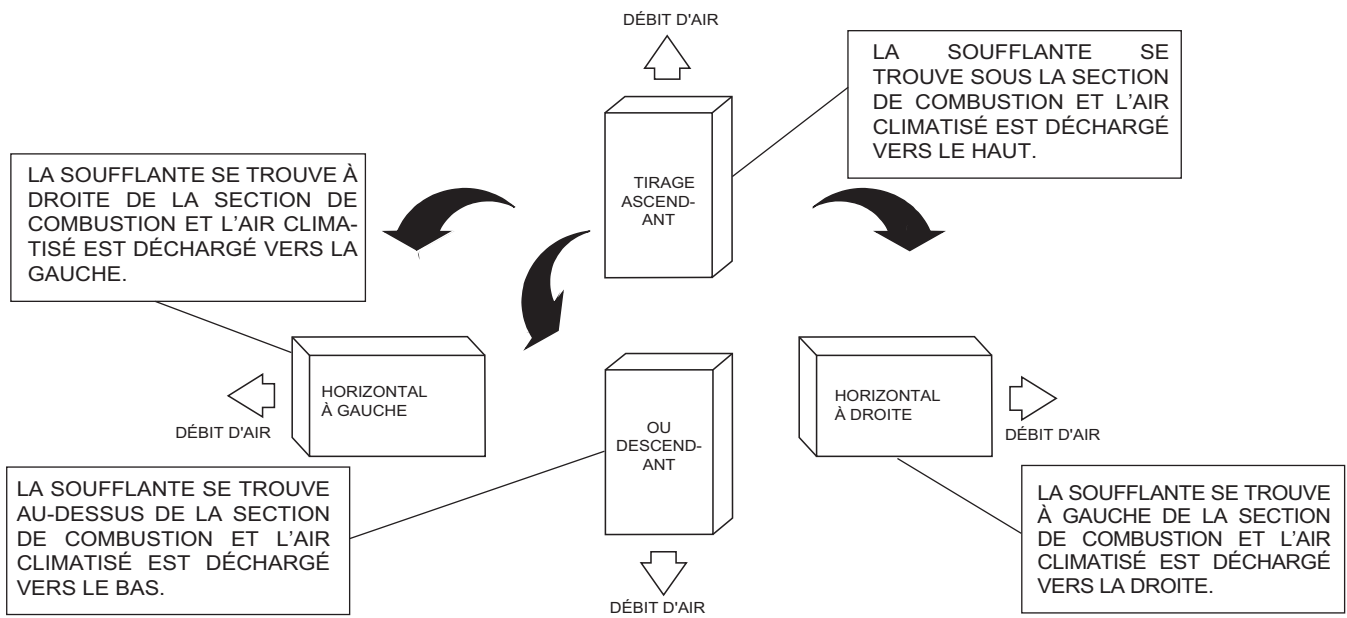 DÉBIT D'AIR
LA SOUFFLANTE SE
TROUVE SOUS LA SECTION
DE COMBUSTION ET L'AIR
CLIMATISÉ EST DÉCHARGÉ
VERS LE HAUT.
TIRAGE
ASCEND-
ANT
LA SOUFFLANTE SE TROUVE À
DROITE DE LA SECTION DE
COMBUSTION ET L'AIR CLIMA-
TISÉ EST DÉCHARGÉ VERS LA
GAUCHE.
HORIZONTAL
À GAUCHE
DÉBIT D'AIR
OU
DESCEND-
ANT
HORIZONTAL
À DROITE
DÉBIT D'AIR
LA SOUFFLANTE SE TROUVE
AU-DESSUS DE LA SECTION
DE COMBUSTION ET L'AIR
CLIMATISÉ EST DÉCHARGÉ
VERS LE BAS.
DÉBIT D'AIR
LA SOUFFLANTE SE TROUVE
À GAUCHE DE LA SECTION
DE COMBUSTION ET L'AIR
CLIMATISÉ EST DÉCHARGÉ
VERS LA DROITE.